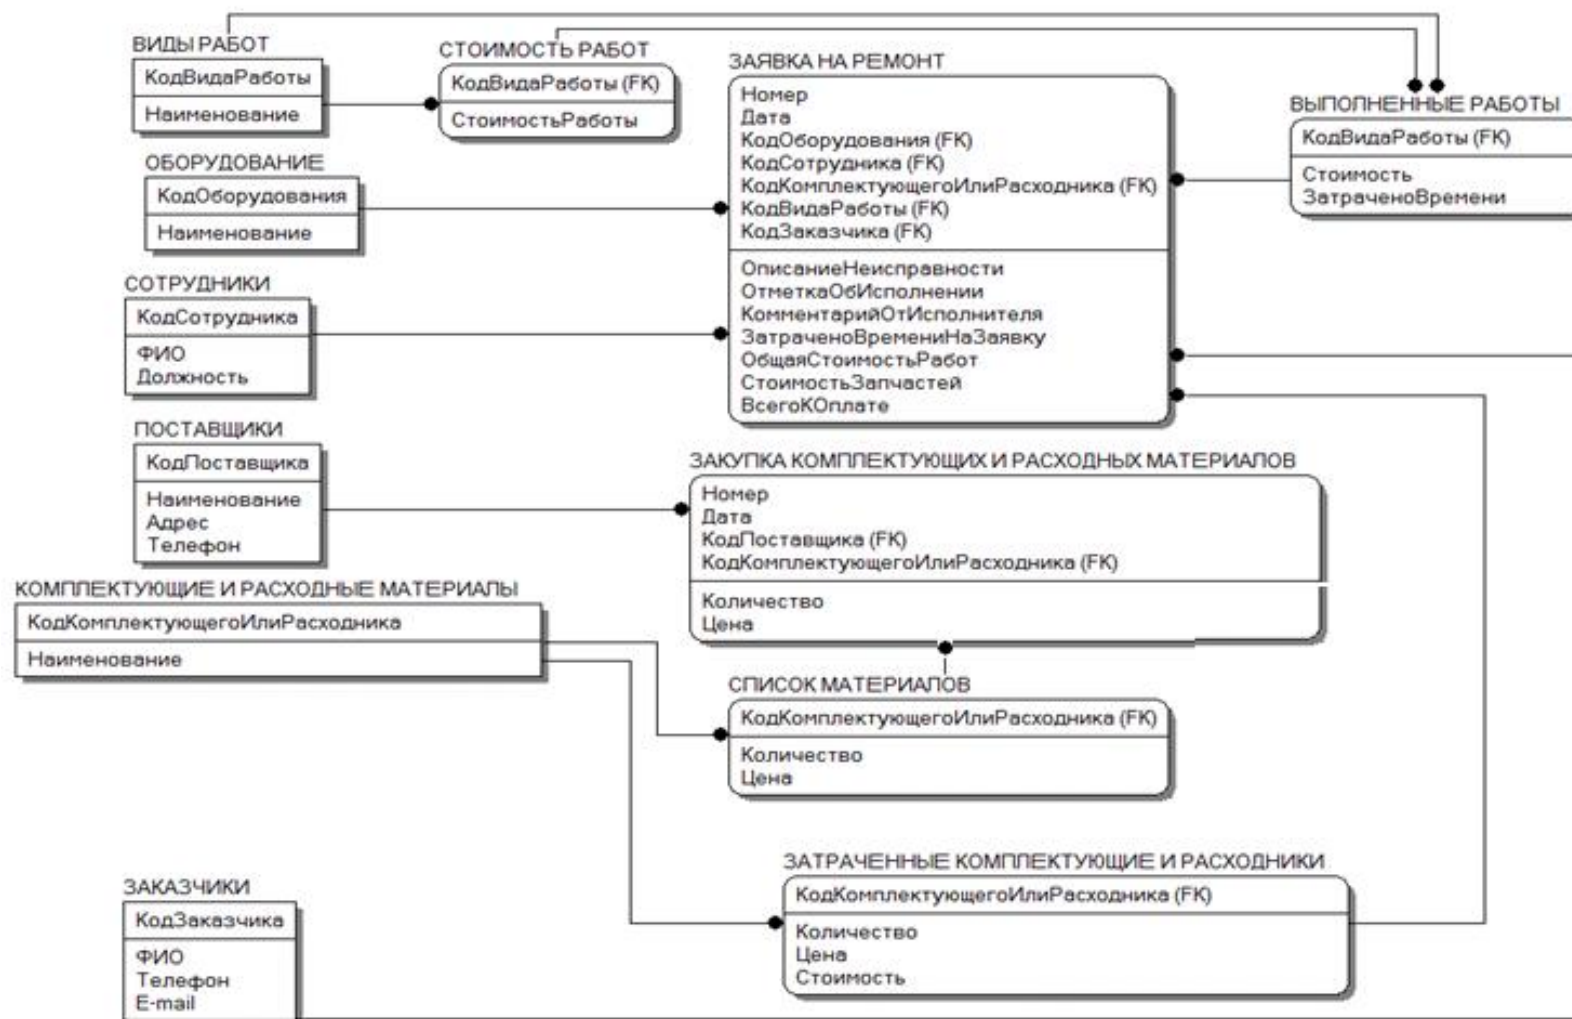 ВИДЫ РАБОТ
КодВидаРаботы
Наименование
СТОИМОСТЬ РАБОТ
КодВидаРаботы (FK)
СтоимостьРаботы
ЗАЯВКА НА РЕМОНТ
Номер
Дата
КодОборудования (FK)
КодСотрудника (FK)
КодКомплектующегоИлиРасходника (FK)
КодВидаРаботы (FK)
КодЗаказчика (FK)
ОписаниеНеисправности
ОтметкаОбИсполнении
КомментарийОтИсполнителя
ЗатраченоВремениНаЗаявку
ОбщаяСтоимостьРабот
СтоимостьЗапчастей
ВсегоКОплате
ВЫПОЛНЕННЫЕ РАБОТЫ
КодВидаРаботы (FK)
Стоимость
ЗатраченоВремени
ОБОРУДОВАНИЕ
КодОборудования
Наименование
СОТРУДНИКИ
КодСотрудника
ФИО
Должность
ПОСТАВЩИКИ
КодПоставщика
Наименование
Адрес
Телефон
ЗАКУПКА КОМПЛЕКТУЮЩИХ И РАСХОДНЫХ МАТЕРИАЛОВ
Номер
Дата
КодПоставщика (FK)
КодКомплектующегоИлиРасходника (FK)
Количество
Цена
КОМПЛЕКТУЮЩИЕ И РАСХОДНЫЕ МАТЕРИАЛЫ
КодКомплектующегоИлиРасходника
Наименование
СПИСОК МАТЕРИАЛОВ
КодКомплектующегоИлиРасходника (FK)
Количество
Цена
ЗАТРАЧЕННЫЕ КОМПЛЕКТУЮЩИЕ И РАСХОДНИКИ
КодКомплектующегоИлиРасходника (FK)
Количество
Цена
Стоимость
ЗАКАЗЧИКИ
КодЗаказчика
ФИО
Телефон
E-mail